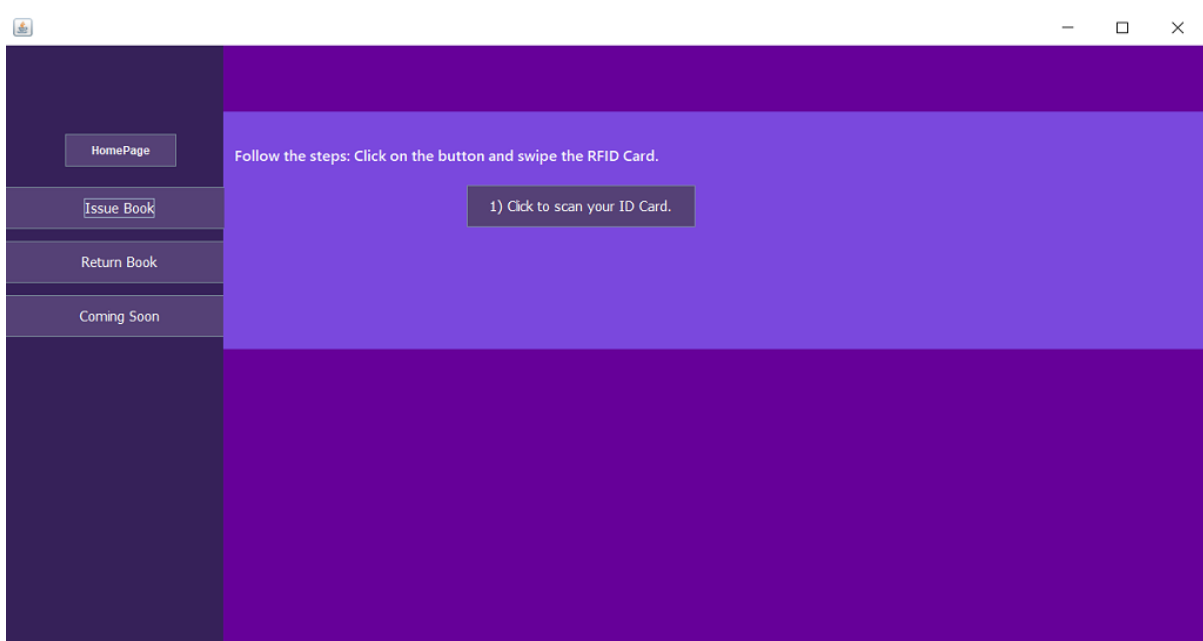 HomePage
Issue Book
Return Book
Coming Soon
Follow the steps: Click on the button and swipe the RFID Card.
1) Click to scan your ID Card.